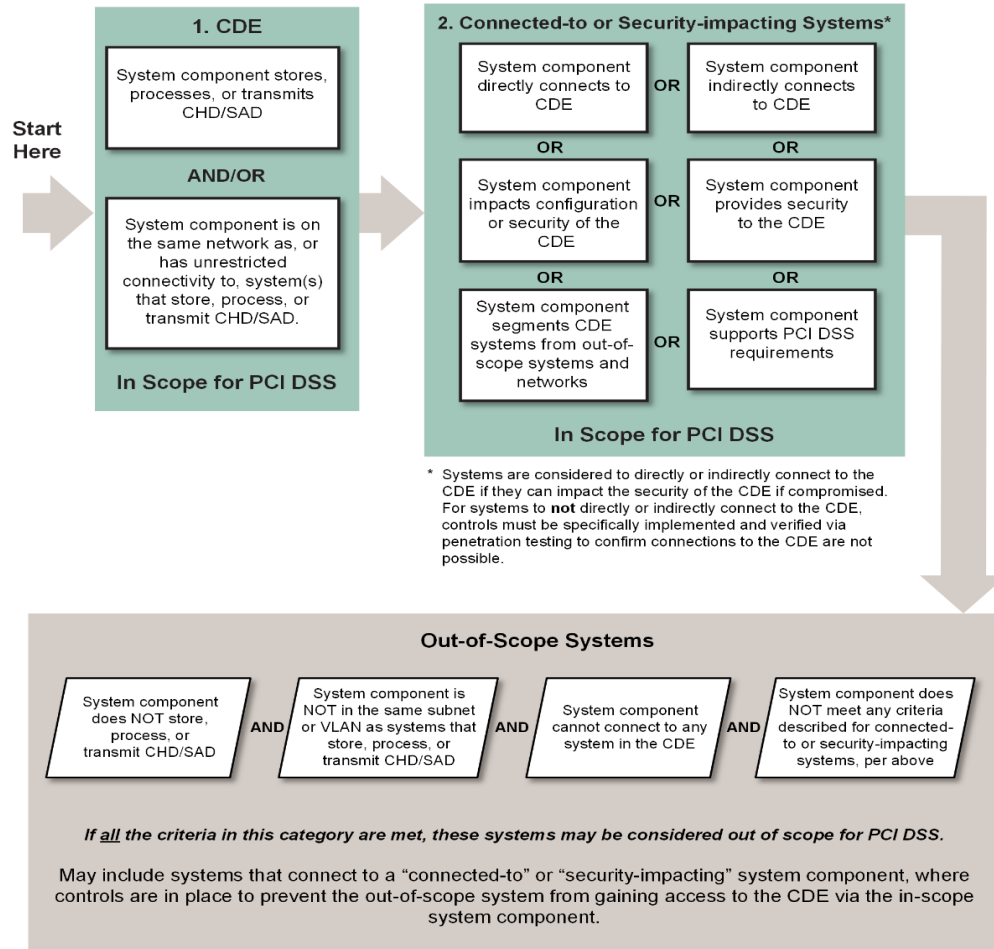 Start
Here
1. CDE
System component stores,
processes, or transmits
CHD/SAD
AND/OR
System component is on
the same network as, or
has unrestricted
connectivity to, system(s)
that store, process, or
transmit CHD/SAD.
In Scope for PCI DSS
2. Connected-to or Security-impacting Systems*
System component
directly connects to
CDE
OR
System component
indirectly connects
to CDE
OR
OR
System component
impacts configuration
or security of the
CDE
OR
System component
provides security
to the CDE
OR
OR
System component
segments CDE
systems from out-of-
scope systems and
networks
OR
System component
supports PCI DSS
requirements
In Scope for PCI DSS
* Systems are considered to directly or indirectly connect to the
CDE if they can impact the security of the CDE if compromised.
For systems to not directly or indirectly connect to the CDE,
controls must be specifically implemented and verified via
penetration testing to confirm connections to the CDE are not
possible.
Out-of-Scope Systems
System component
does NOT store,
process, or
transmit CHD/SAD
AND
System component is
NOT in the same subnet
or VLAN as systems that
store, process, or
transmit CHD/SAD
AND
System component
cannot connect to any
system in the CDE
AND
System component does
NOT meet any criteria
described for connected-
to or security-impacting
systems, per above
If all the criteria in this category are met, these systems may be considered out of scope for PCI DSS.
May include systems that connect to a “connected-to” or “security-impacting” system component, where
controls are in place to prevent the out-of-scope system from gaining access to the CDE via the in-scope
system component.